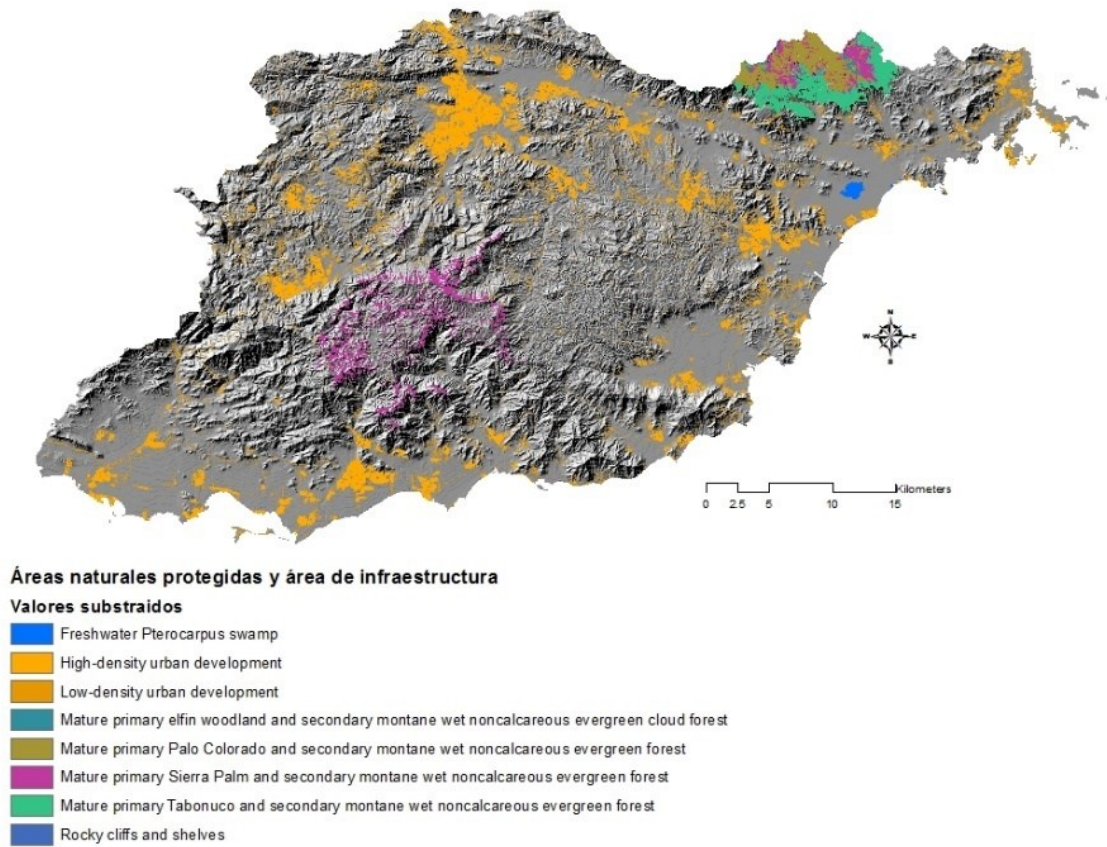 N
W E
S
Kilometers
0 2.5 5 10 15
Áreas naturales protegidas y área de infraestructura
Valores substraidos
Freshwater Pterocarpus swamp
High-density urban development
Low-density urban development
Mature primary elfin woodland and secondary montane wet noncalcareous evergreen cloud forest
Mature primary Palo Colorado and secondary montane wet noncalcareous evergreen forest
Mature primary Sierra Palm and secondary montane wet noncalcareous evergreen forest
Mature primary Tabonuco and secondary montane wet noncalcareous evergreen forest
Rocky cliffs and shelves